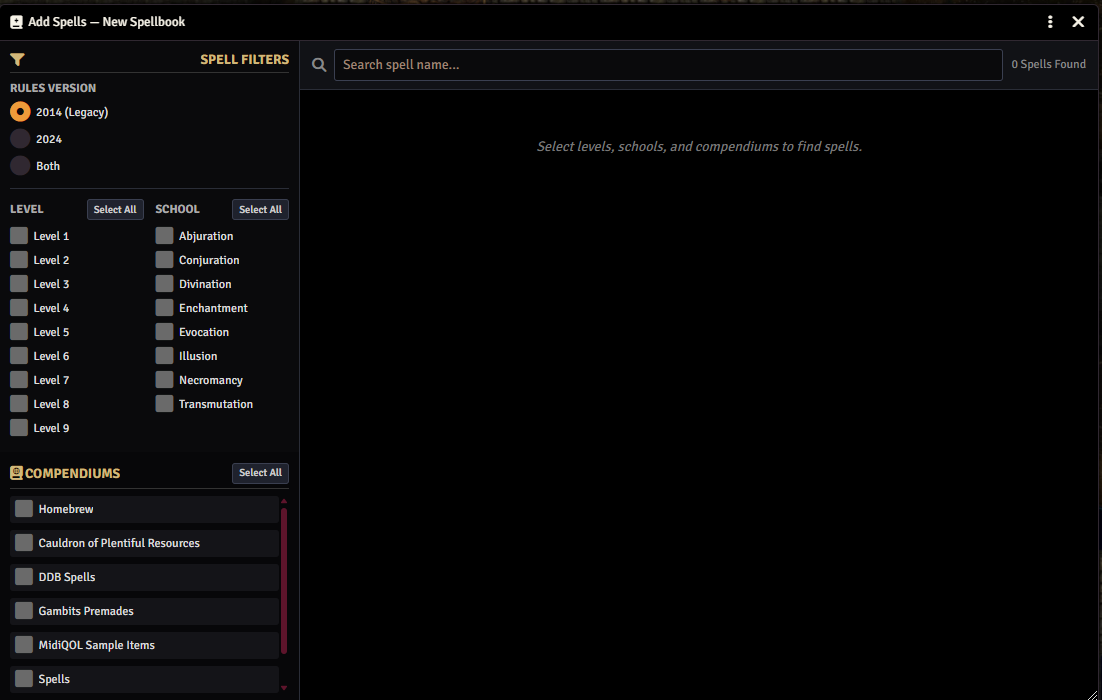 Add Spells — New Spellbook
SPELL FILTERS
RULES VERSION
2014 (Legacy)
2024
Both
LEVEL
Select All
Level 1
Level 2
Level 3
Level 4
Level 5
Level 6
Level 7
Level 8
Level 9
SCHOOL
Select All
Abjuration
Conjuration
Divination
Enchantment
Evocation
Illusion
Necromancy
Transmutation
COMPENDIUMS
Select All
Homebrew
Cauldron of Plentiful Resources
DDB Spells
Gambits Premades
MidiQOL Sample Items
Spells
Search spell name...
0 Spells Found
Select levels, schools, and compendiums to find spells.